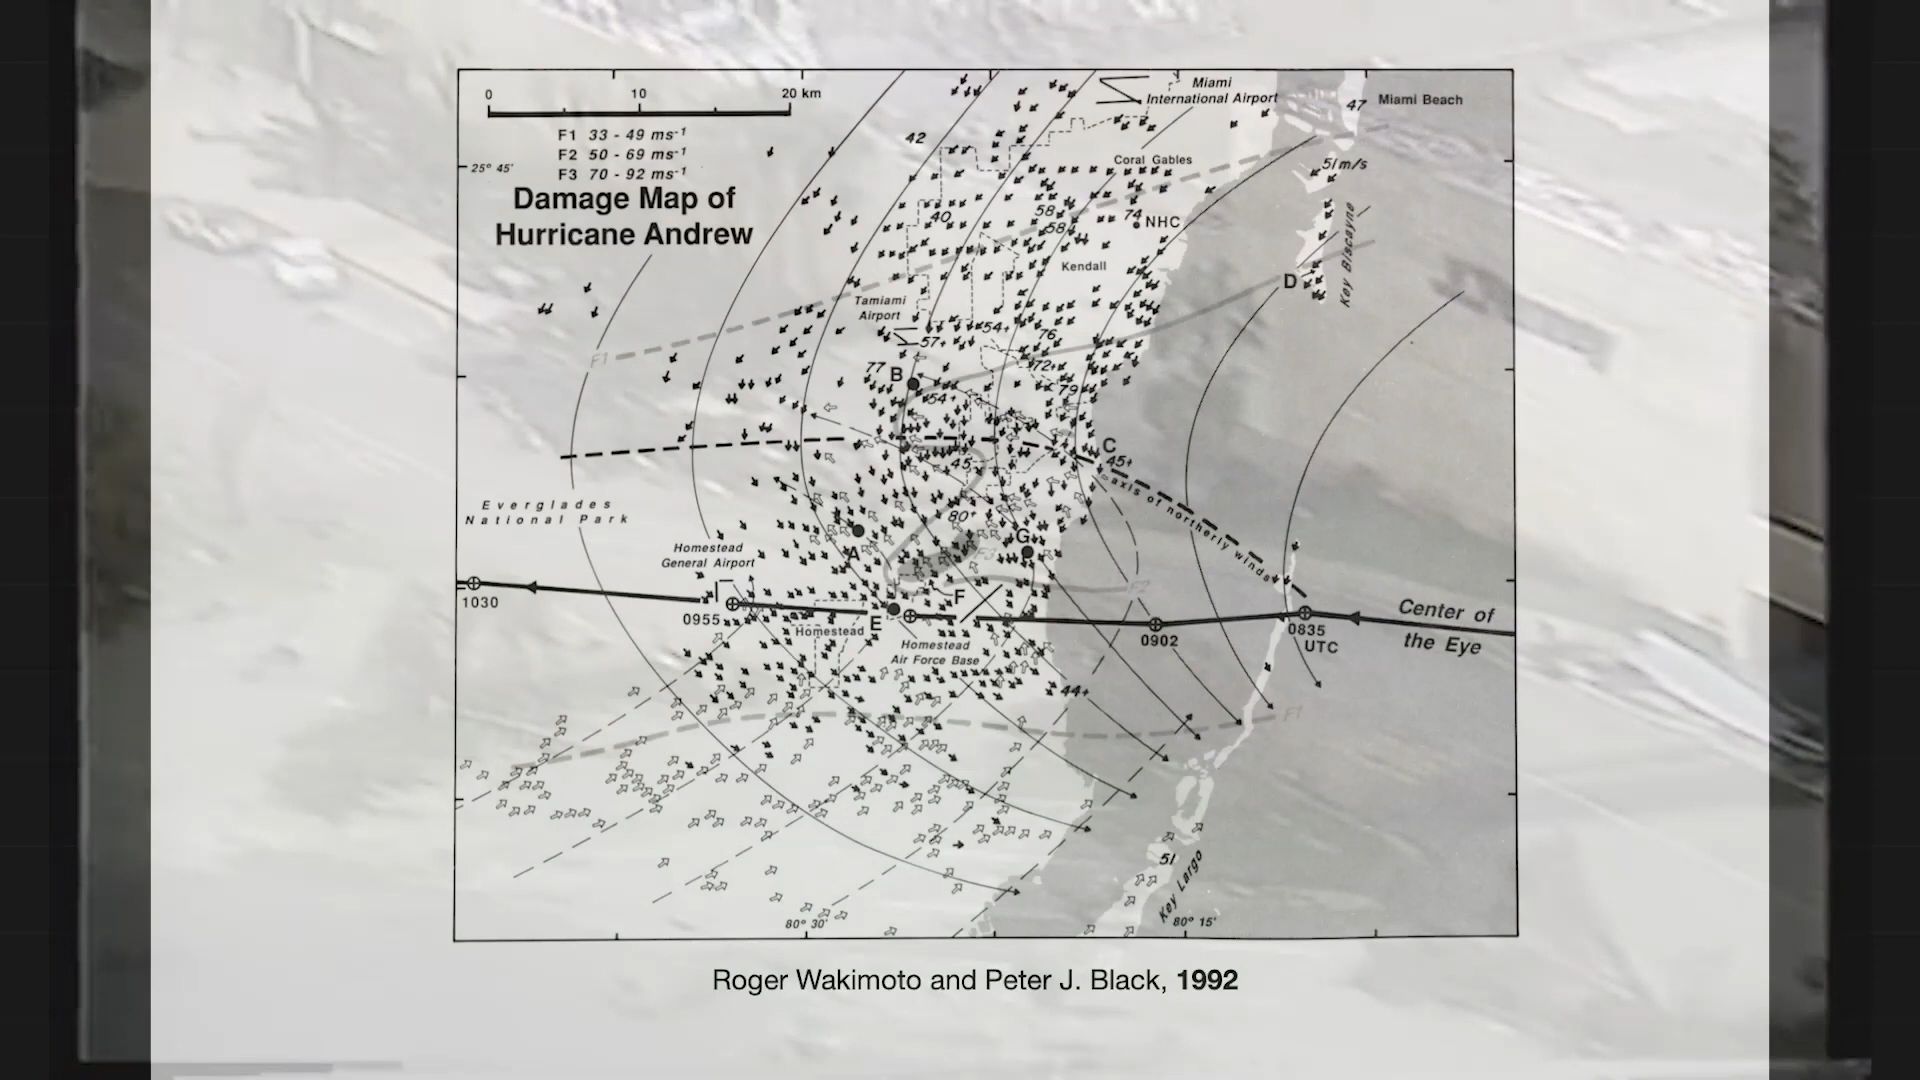 0 10 20 km
F1 33 - 49 ms-1
F2 50 - 69 ms-1
F3 70 - 92 ms-1
25° 45'
Damage Map of
Hurricane Andrew
Miami
International Airport
47 Miami Beach
42
Coral Gables
51m/s
40
58
58
74
NHC
Key Biscayne
Kendall
D
Tamiami
Airport
54+
57+
76
F1
77
B
72+
79
54+
C
45+
45
axis of northerly winds
Everglades
National Park
80+
G
A
F3
Homestead
General Airport
F2
F
1030
0955
E
Homestead
Homestead
Air Force Base
0902
0835
UTC
Center of
the Eye
44+
F1
51
Key Largo
80° 30'
80° 15'
Roger Wakimoto and Peter J. Black, 1992